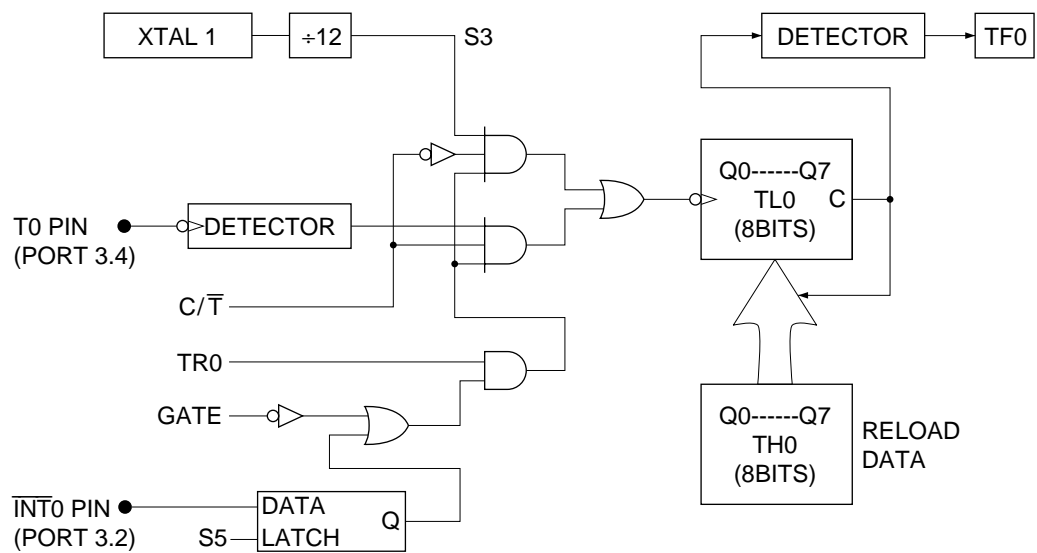 XTAL 1
÷12
S3
DETECTOR
TF0
Q0------Q7
TL0
(8BITS)
C
T0 PIN
(PORT 3.4)
DETECTOR
C/T̅
TR0
GATE
Q0------Q7
TH0
(8BITS)
RELOAD
DATA
I̅N̅T̅0 PIN
(PORT 3.2)
DATA
LATCH
Q
S5